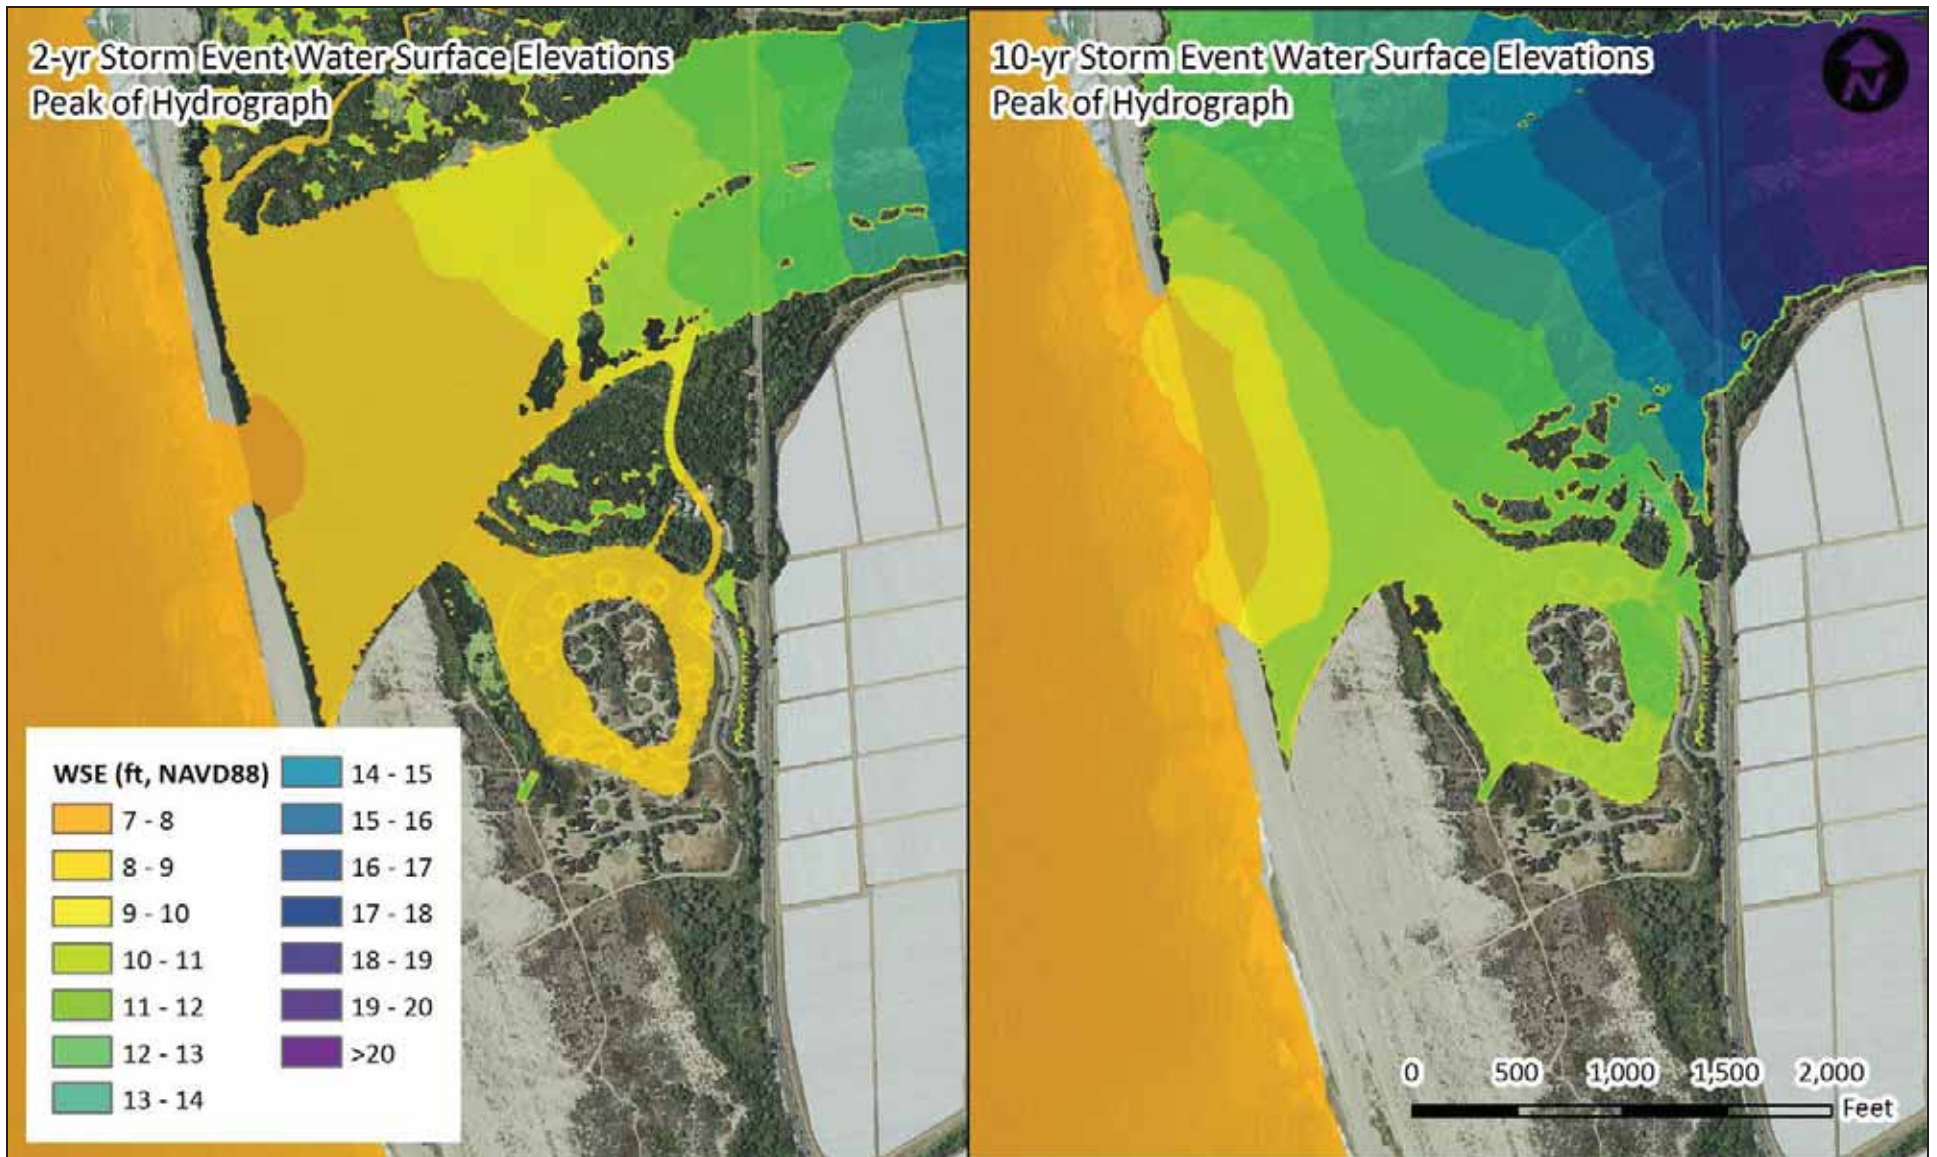 2-yr Storm Event Water Surface Elevations
Peak of Hydrograph
10-yr Storm Event Water Surface Elevations
Peak of Hydrograph
N
WSE (ft, NAVD88)
7 - 8
8 - 9
9 - 10
10 - 11
11 - 12
12 - 13
13 - 14
14 - 15
15 - 16
16 - 17
17 - 18
18 - 19
19 - 20
>20
0 500 1,000 1,500 2,000
Feet